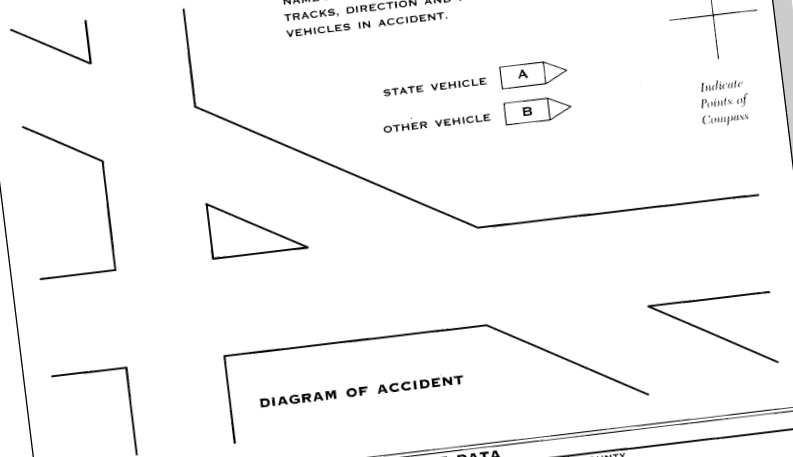 TRACKS, DIRECTION AND
VEHICLES IN ACCIDENT.
STATE VEHICLE A
OTHER VEHICLE B
Indicate
Points of
Compass
DIAGRAM OF ACCIDENT
DATA